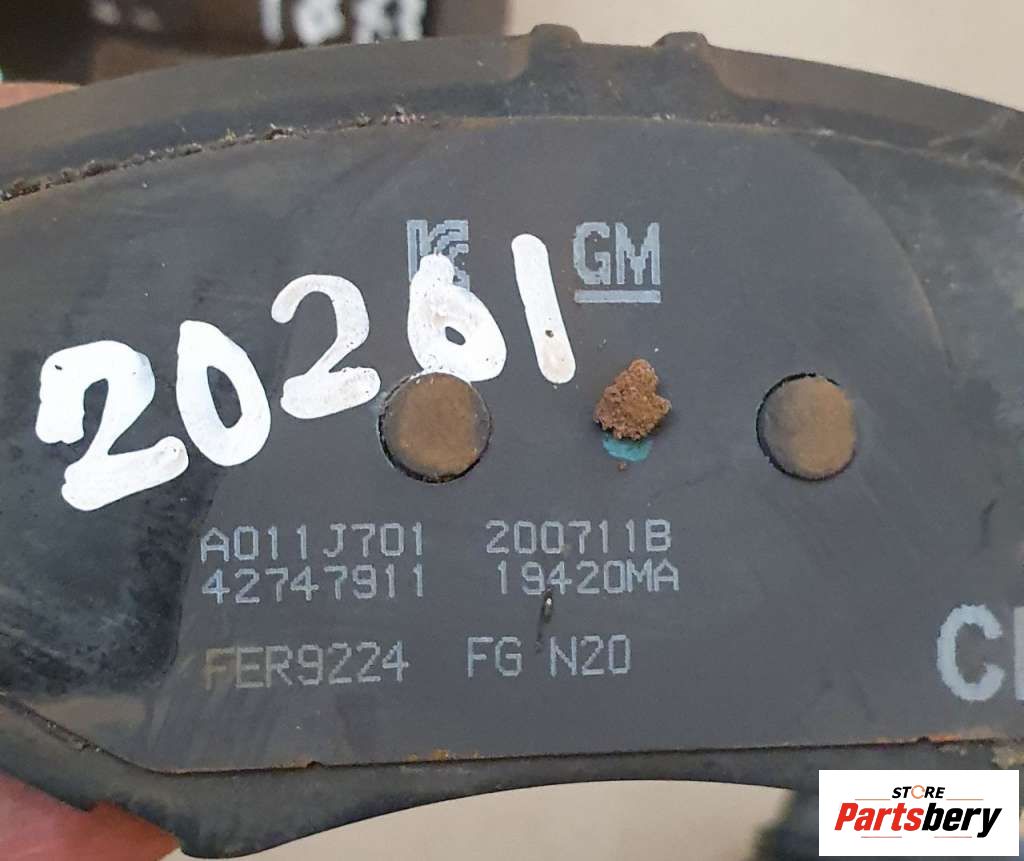 GM
20261
A011J701 200711B
42747911 19420MA
FER9224 FG N20
STORE
Partsbery